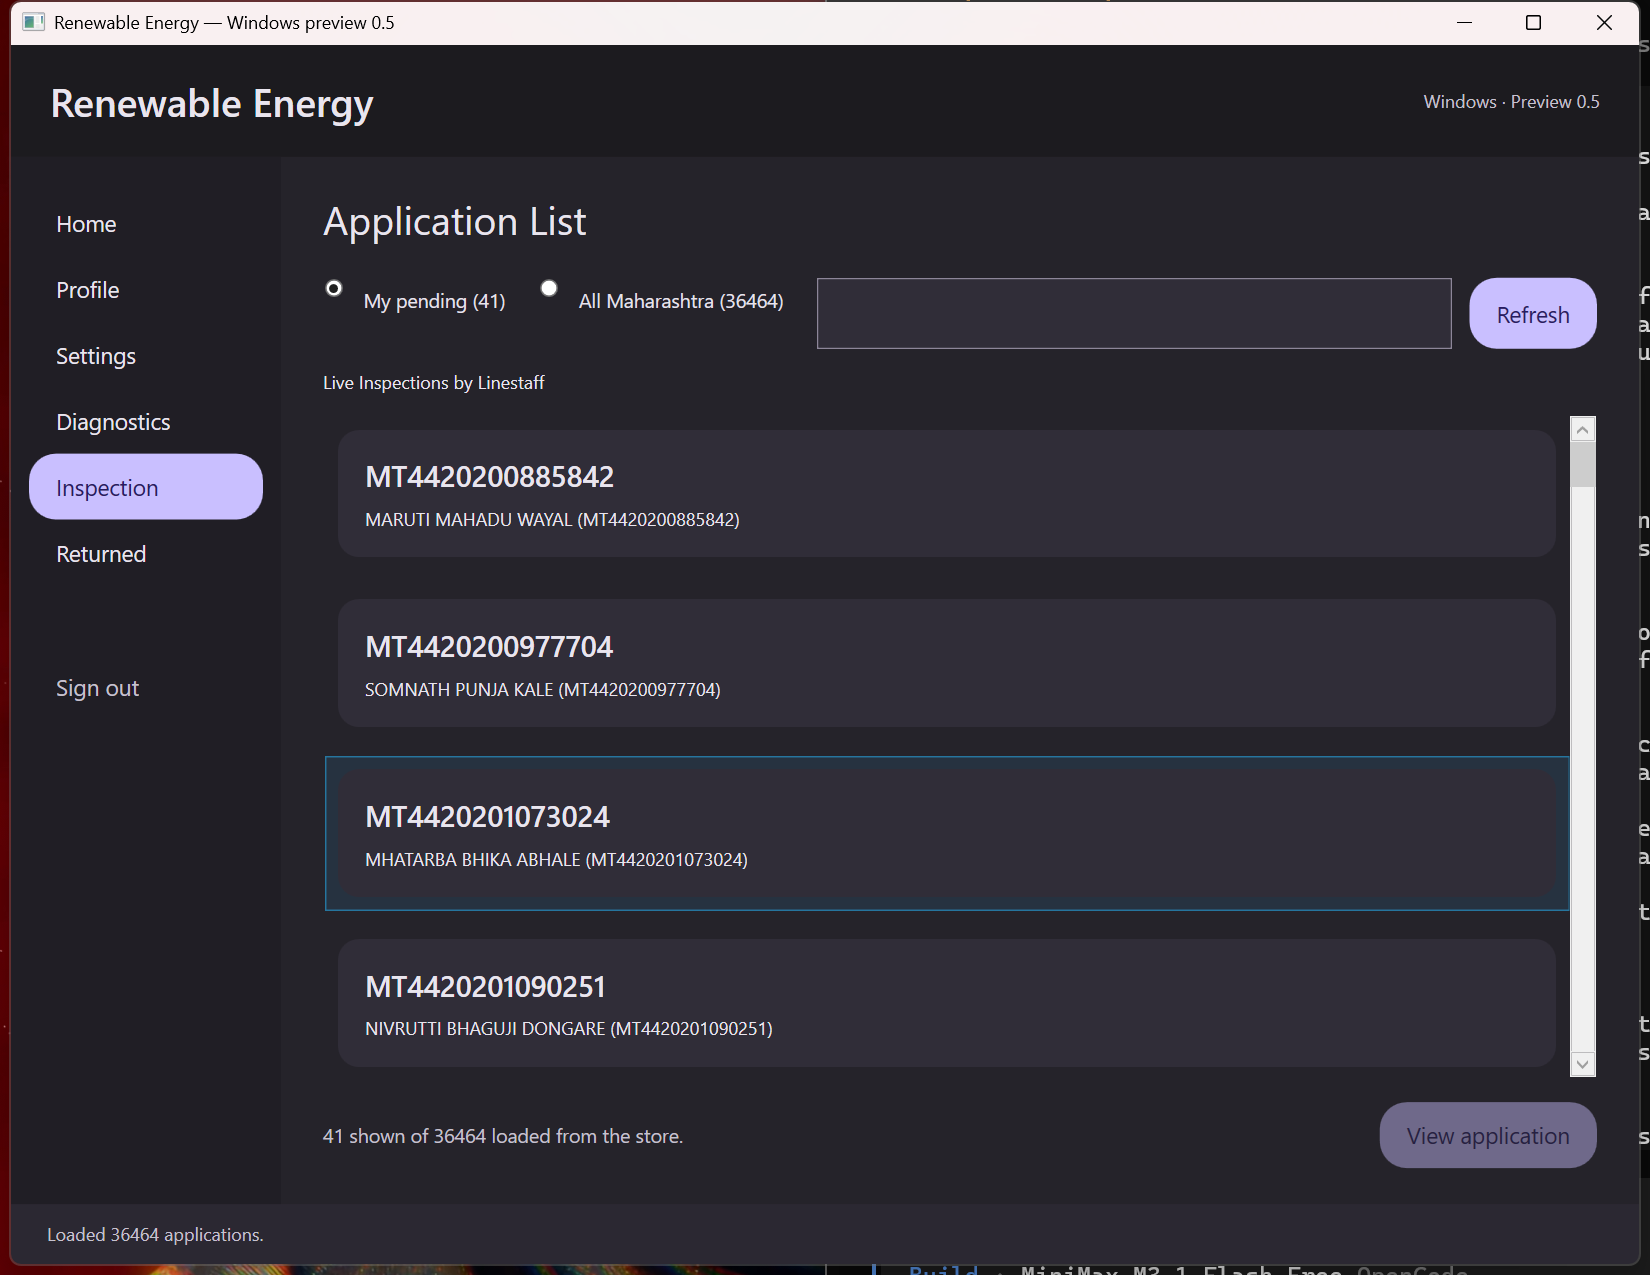 Renewable Energy — Windows preview 0.5
Renewable Energy
Windows · Preview 0.5
Home
Profile
Settings
Diagnostics
Inspection
Returned
Sign out
Application List
My pending (41)
All Maharashtra (36464)
Refresh
Live Inspections by Linestaff
MT4420200885842
MARUTI MAHADU WAYAL (MT4420200885842)
MT4420200977704
SOMNATH PUNJA KALE (MT4420200977704)
MT4420201073024
MHATARBA BHIKA ABHALE (MT4420201073024)
MT4420201090251
NIVRUTTI BHAGUJI DONGARE (MT4420201090251)
41 shown of 36464 loaded from the store.
View application
Loaded 36464 applications.